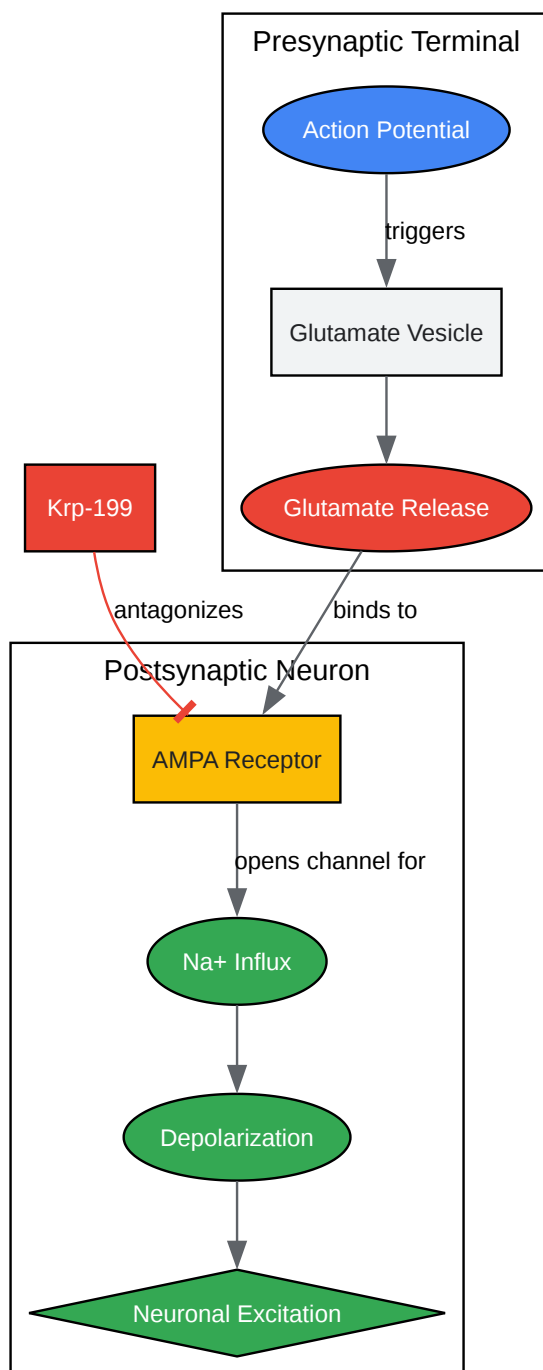 Presynaptic Terminal
Action Potential
triggers
Glutamate Vesicle
Krp-199
Glutamate Release
antagonizes
binds to
Postsynaptic Neuron
AMPA Receptor
opens channel for
Na+ Influx
Depolarization
Neuronal Excitation